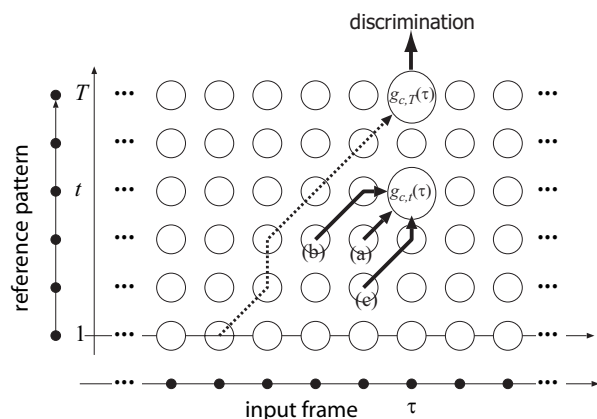 discrimination
T ... g_{c,T}(τ) ...
... ...
t ... g_{c,t}(τ) ...
... (b) (a) ...
... (c) ...
1 ... ...
... ...
input frame τ
reference pattern